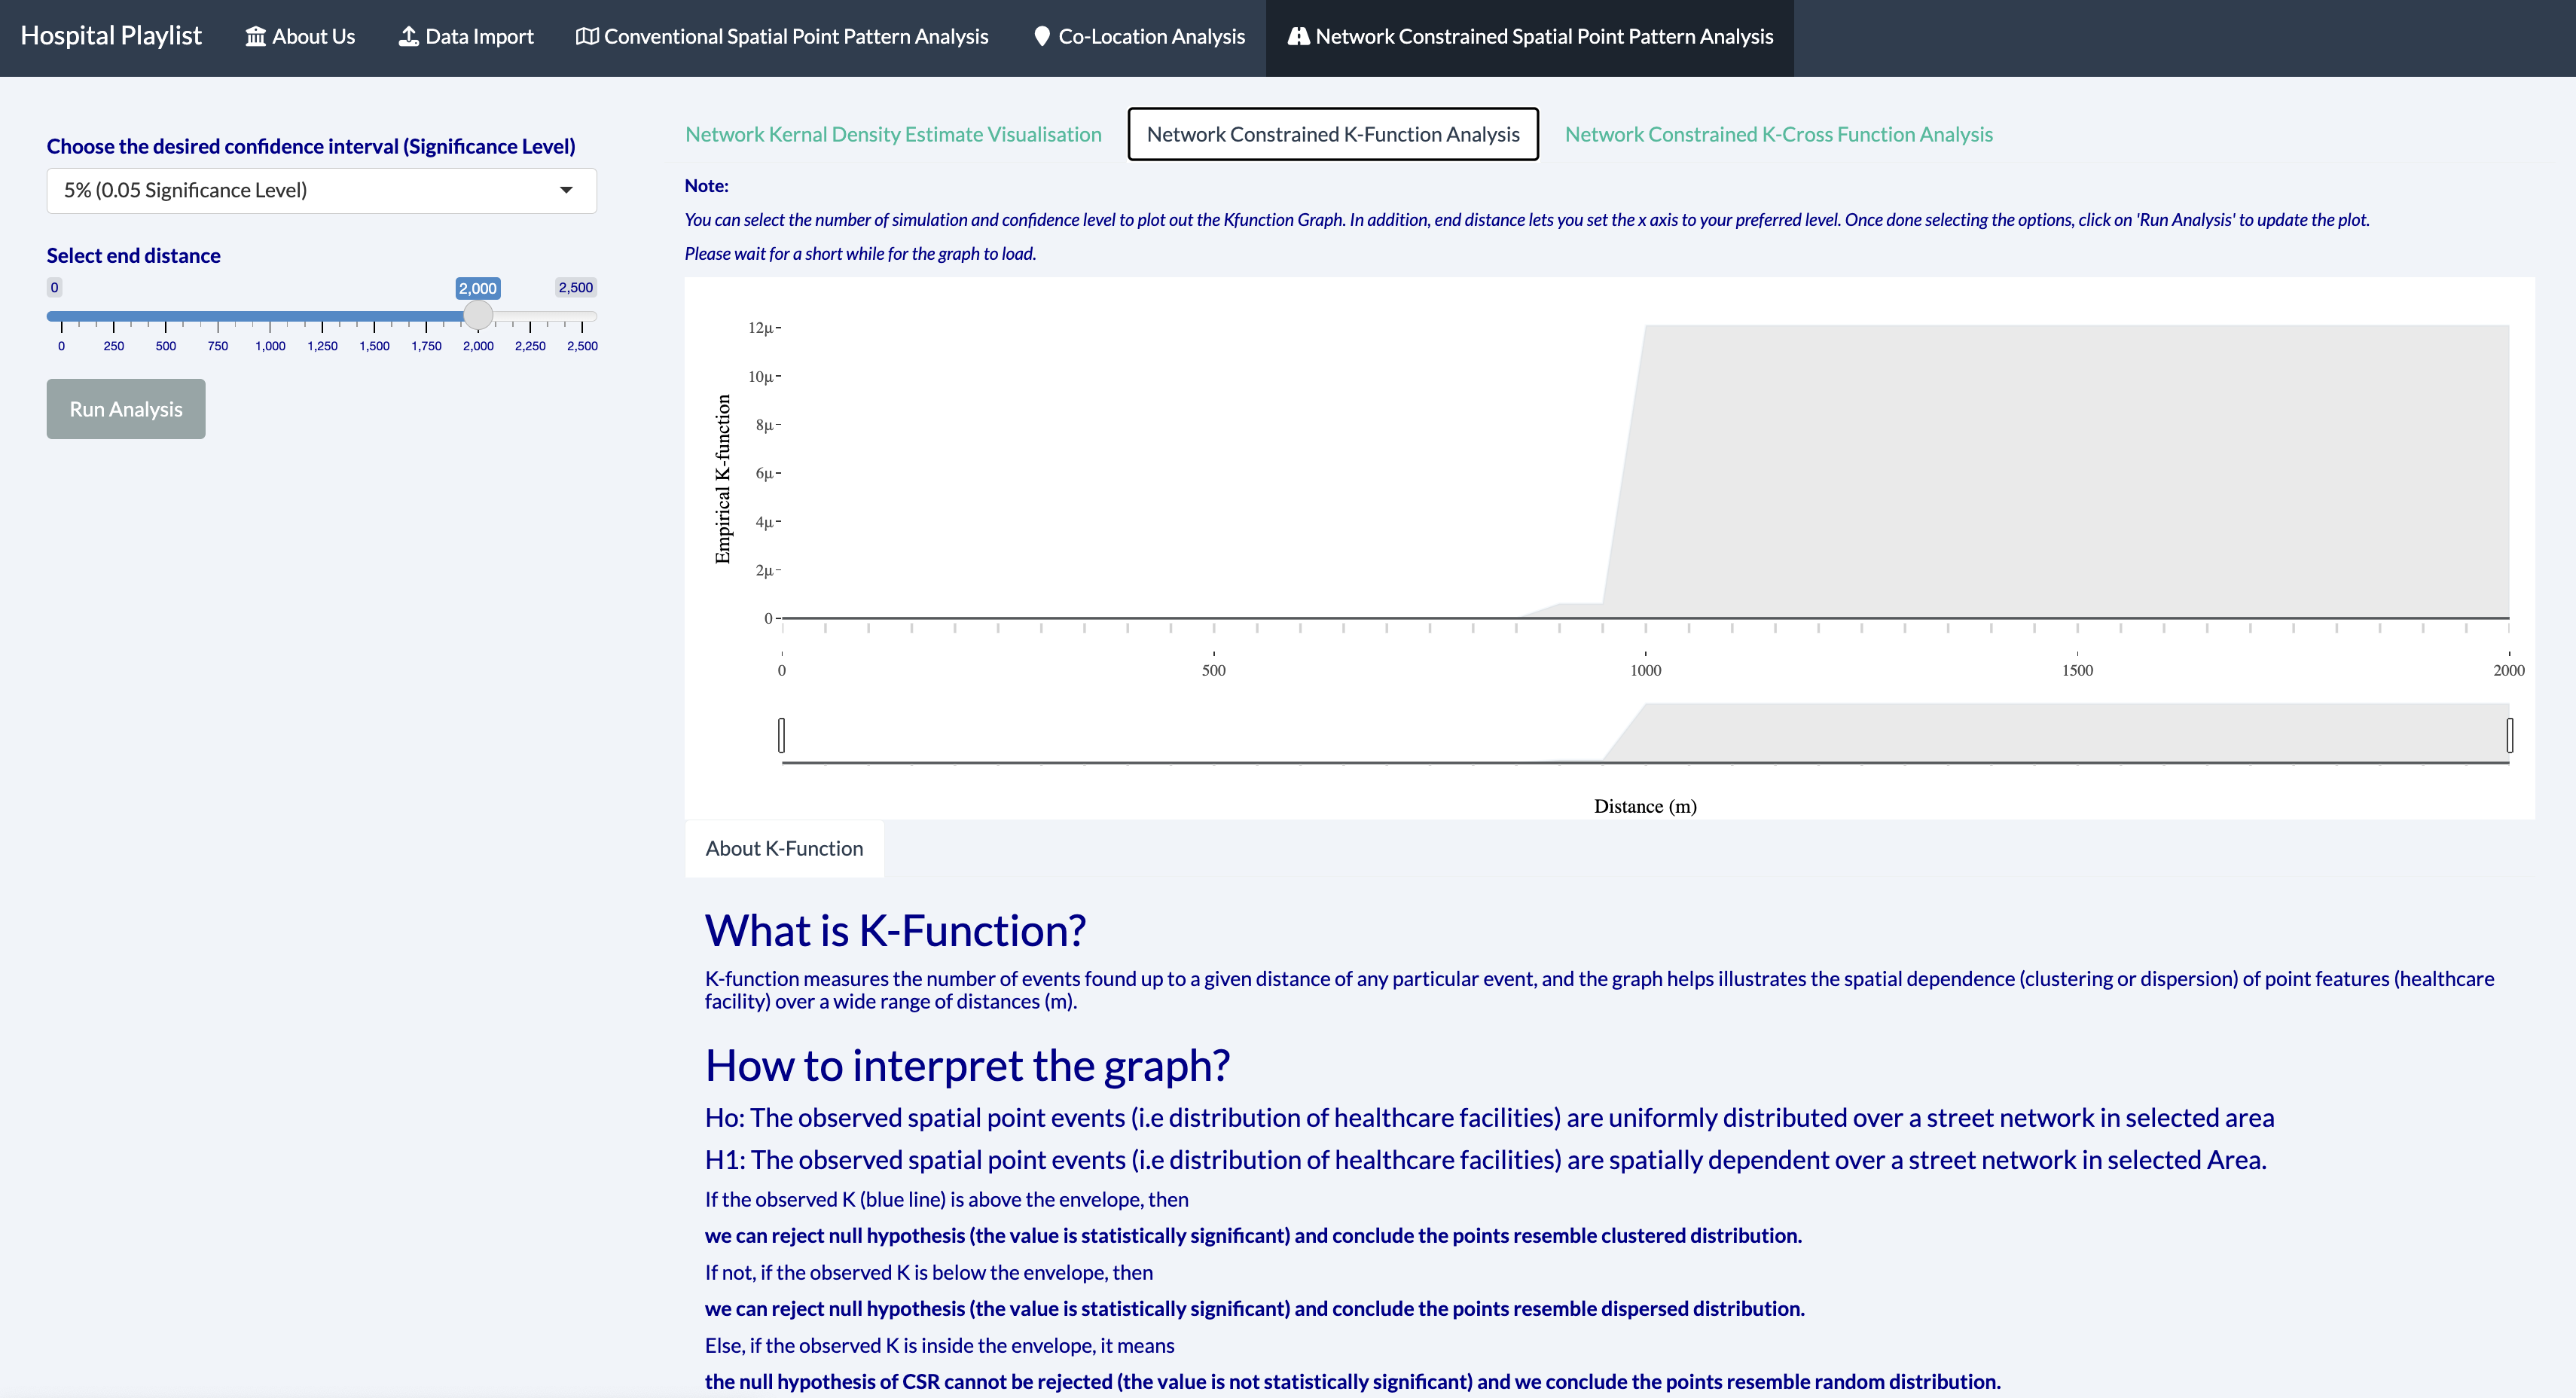 Hospital Playlist About Us Data Import Conventional Spatial Point Pattern Analysis Co-Location Analysis Network Constrained Spatial Point Pattern Analysis
Choose the desired confidence interval (Significance Level)
5% (0.05 Significance Level)
Select end distance
0 2,000 2,500
0 250 500 750 1,000 1,250 1,500 1,750 2,000 2,250 2,500
Run Analysis
Network Kernal Density Estimate Visualisation Network Constrained K-Function Analysis Network Constrained K-Cross Function Analysis
Note:
You can select the number of simulation and confidence level to plot out the Kfunction Graph. In addition, end distance lets you set the x axis to your preferred level. Once done selecting the options, click on 'Run Analysis' to update the plot.
Please wait for a short while for the graph to load.
Empirical K-function
12μ
10μ
8μ
6μ
4μ
2μ
0
0 500 1000 1500 2000
Distance (m)
About K-Function
What is K-Function?
K-function measures the number of events found up to a given distance of any particular event, and the graph helps illustrates the spatial dependence (clustering or dispersion) of point features (healthcare
facility) over a wide range of distances (m).
How to interpret the graph?
Ho: The observed spatial point events (i.e distribution of healthcare facilities) are uniformly distributed over a street network in selected area
H1: The observed spatial point events (i.e distribution of healthcare facilities) are spatially dependent over a street network in selected Area.
If the observed K (blue line) is above the envelope, then
we can reject null hypothesis (the value is statistically significant) and conclude the points resemble clustered distribution.
If not, if the observed K is below the envelope, then
we can reject null hypothesis (the value is statistically significant) and conclude the points resemble dispersed distribution.
Else, if the observed K is inside the envelope, it means
the null hypothesis of CSR cannot be rejected (the value is not statistically significant) and we conclude the points resemble random distribution.